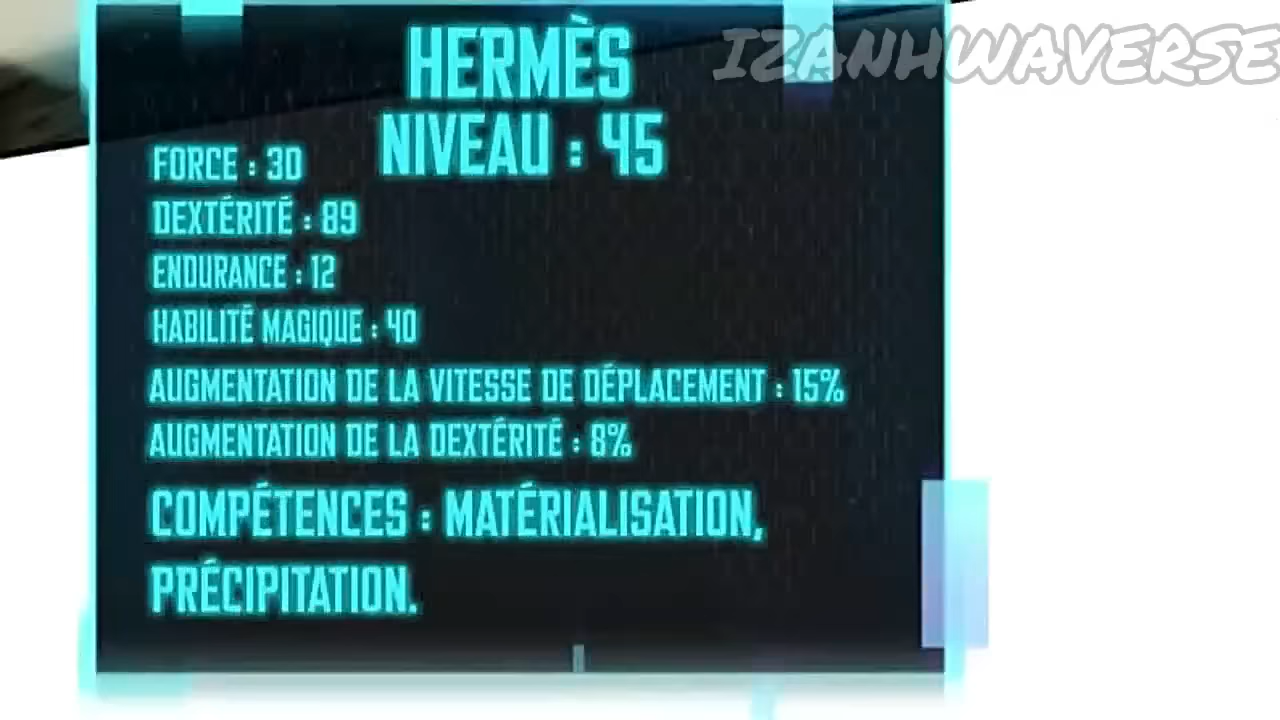 IZANHWAVERSE
HERMÈS
NIVEAU : 45
FORCE : 30
DEXTÉRITÉ : 89
ENDURANCE : 12
HABILITÉ MAGIQUE : 40
AUGMENTATION DE LA VITESSE DE DÉPLACEMENT : 15%
AUGMENTATION DE LA DEXTÉRITÉ : 8%
COMPÉTENCES : MATÉRIALISATION,
PRÉCIPITATION.